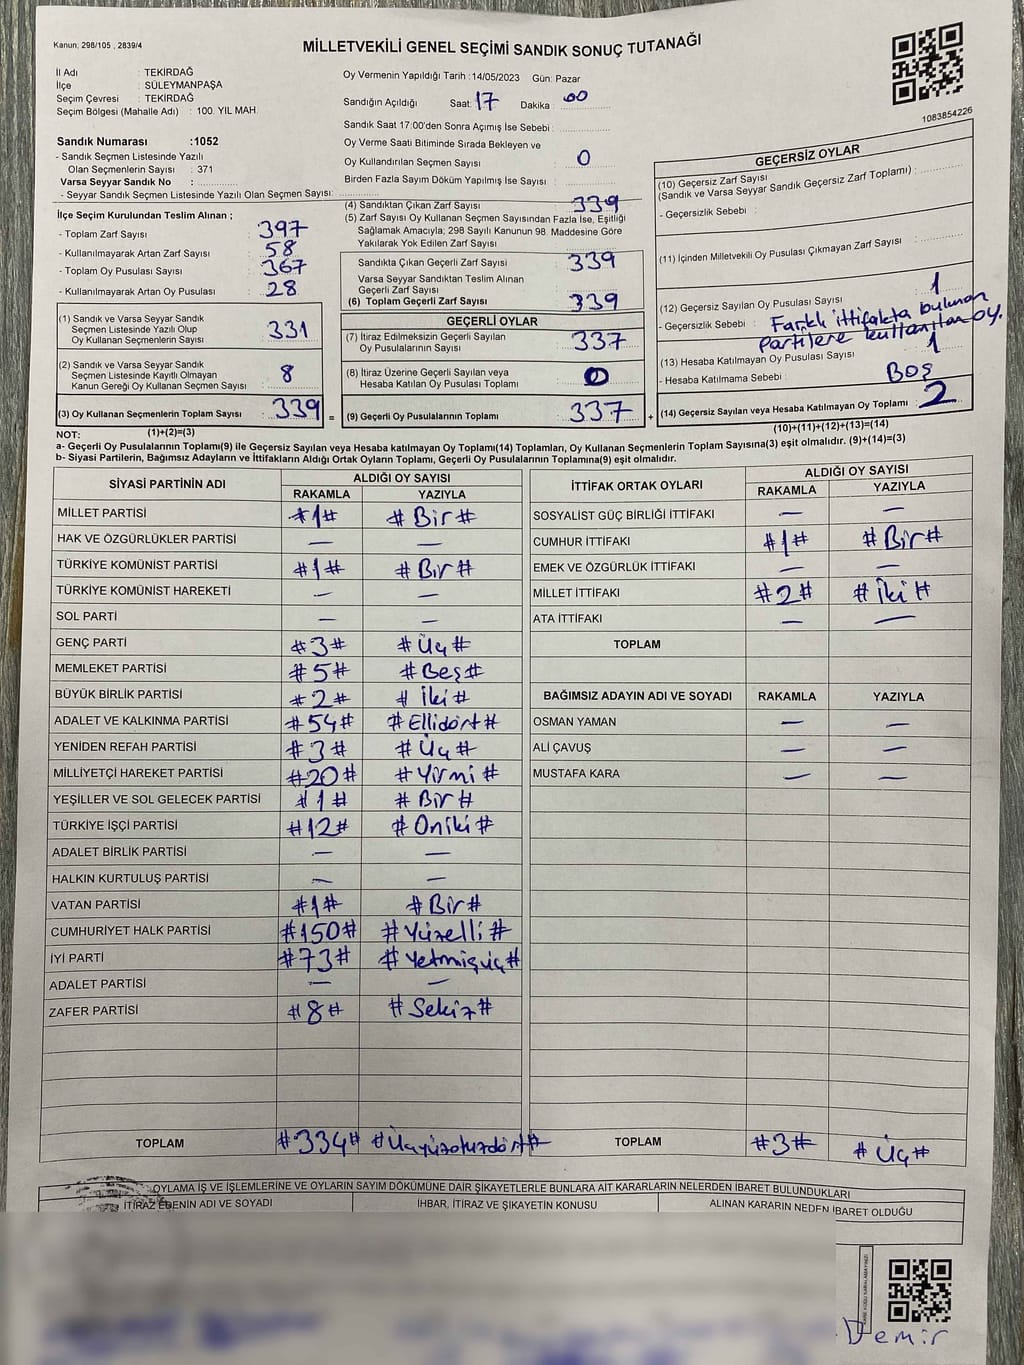 Kanun; 298/105 , 2839/4
MİLLETVEKİLİ GENEL SEÇİMİ SANDIK SONUÇ TUTANAĞI
1083854226
İl Adı : TEKİRDAĞ
İlçe : SÜLEYMANPAŞA
Seçim Çevresi : TEKİRDAĞ
Seçim Bölgesi (Mahalle Adı) : 100. YIL MAH.
Oy Vermenin Yapıldığı Tarih :14/05/2023 Gün: Pazar
Sandığın Açıldığı Saat: 17 Dakika : 00
Sandık Saat 17:00'den Sonra Açımış İse Sebebi :
Sandık Numarası :1052
- Sandık Seçmen Listesinde Yazılı
Olan Seçmenlerin Sayısı : 371
Varsa Seyyar Sandık No :
- Seyyar Sandık Seçmen Listesinde Yazılı Olan Seçmen Sayısı:
Oy Verme Saati Bitiminde Sırada Bekleyen ve
Oy Kullandırılan Seçmen Sayısı : 0
Birden Fazla Sayım Döküm Yapılmış İse Sayısı :
İlçe Seçim Kurulundan Teslim Alınan ;
- Toplam Zarf Sayısı : 397
- Kullanılmayarak Artan Zarf Sayısı : 58
- Toplam Oy Pusulası Sayısı : 367
- Kullanılmayarak Artan Oy Pusulası : 28
(1) Sandık ve Varsa Seyyar Sandık
Seçmen Listesinde Yazılı Olup
Oy Kullanan Seçmenlerin Sayısı : 331
(2) Sandık ve Varsa Seyyar Sandık
Seçmen Listesinde Kayıtlı Olmayan
Kanun Gereği Oy Kullanan Seçmen Sayısı : 8
(3) Oy Kullanan Seçmenlerin Toplam Sayısı : 339 =
(1)+(2)=(3)
(4) Sandıktan Çıkan Zarf Sayısı : 339
(5) Zarf Sayısı Oy Kullanan Seçmen Sayısından Fazla İse, Eşitliği
Sağlamak Amacıyla; 298 Sayılı Kanunun 98. Maddesine Göre
Yakılarak Yok Edilen Zarf Sayısı :
Sandıkta Çıkan Geçerli Zarf Sayısı : 339
Varsa Seyyar Sandıktan Teslim Alınan
Geçerli Zarf Sayısı :
(6) Toplam Geçerli Zarf Sayısı : 339
GEÇERLİ OYLAR
(7) İtiraz Edilmeksizin Geçerli Sayılan
Oy Pusulalarının Sayısı : 337
(8) İtiraz Üzerine Geçerli Sayılan veya
Hesaba Katılan Oy Pusulası Toplamı : 0
(9) Geçerli Oy Pusulalarının Toplamı : 337 +
GEÇERSİZ OYLAR
(10) Geçersiz Zarf Sayısı
(Sandık ve Varsa Seyyar Sandık Geçersiz Zarf Toplamı) :
- Geçersizlik Sebebi :
(11) İçinden Milletvekili Oy Pusulası Çıkmayan Zarf Sayısı :
(12) Geçersiz Sayılan Oy Pusulası Sayısı : 1
- Geçersizlik Sebebi : Farklı ittifakta bulunan
Partilere kullanılan oy.
(13) Hesaba Katılmayan Oy Pusulası Sayısı : 1
- Hesaba Katılmama Sebebi : Boş
(14) Geçersiz Sayılan veya Hesaba Katılmayan Oy Toplamı : 2
(10)+(11)+(12)+(13)=(14)
NOT:
a- Geçerli Oy Pusulalarının Toplamı(9) ile Geçersiz Sayılan veya Hesaba katılmayan Oy Toplamı(14) Toplamları, Oy Kullanan Seçmenlerin Toplam Sayısına(3) eşit olmalıdır. (9)+(14)=(3)
b- Siyasi Partilerin, Bağımsız Adayların ve İttifakların Aldığı Ortak Oyların Toplamı, Geçerli Oy Pusulalarının Toplamına(9) eşit olmalıdır.
SİYASİ PARTİNİN ADI ALDIĞI OY SAYISI
RAKAMLA YAZIYLA
MİLLET PARTİSİ #1# # Bir #
HAK VE ÖZGÜRLÜKLER PARTİSİ — —
TÜRKİYE KOMÜNİST PARTİSİ #1# # Bir #
TÜRKİYE KOMÜNİST HAREKETİ — —
SOL PARTİ — —
GENÇ PARTİ #3# # Üç #
MEMLEKET PARTİSİ #5# # Beş #
BÜYÜK BİRLİK PARTİSİ #2# # İki #
ADALET VE KALKINMA PARTİSİ #54# # Ellidört #
YENİDEN REFAH PARTİSİ #3# # Üç #
MİLLİYETÇİ HAREKET PARTİSİ #20# # Yirmi #
YEŞİLLER VE SOL GELECEK PARTİSİ #1# # Bir #
TÜRKİYE İŞÇİ PARTİSİ #12# # Oniki #
ADALET BİRLİK PARTİSİ — —
HALKIN KURTULUŞ PARTİSİ — —
VATAN PARTİSİ #1# # Bir #
CUMHURİYET HALK PARTİSİ #150# # Yüzelli #
İYİ PARTİ #73# # Yetmişüç #
ADALET PARTİSİ — —
ZAFER PARTİSİ #8# # Sekiz #
TOPLAM #334# # Üçyüzotuzdört #
İTTİFAK ORTAK OYLARI ALDIĞI OY SAYISI
RAKAMLA YAZIYLA
SOSYALİST GÜÇ BİRLİĞİ İTTİFAKI — —
CUMHUR İTTİFAKI #1# # Bir #
EMEK VE ÖZGÜRLÜK İTTİFAKI — —
MİLLET İTTİFAKI #2# # İki #
ATA İTTİFAKI — —
TOPLAM
BAĞIMSIZ ADAYIN ADI VE SOYADI RAKAMLA YAZIYLA
OSMAN YAMAN — —
ALİ ÇAVUŞ — —
MUSTAFA KARA — —
TOPLAM #3# # Üç #
OYLAMA İŞ VE İŞLEMLERİNE VE OYLARIN SAYIM DÖKÜMÜNE DAİR ŞİKAYETLERLE BUNLARA AİT KARARLARIN NELERDEN İBARET BULUNDUKLARI
İTİRAZ EDENİN ADI VE SOYADI İHBAR, İTİRAZ VE ŞİKAYETİN KONUSU ALINAN KARARIN NEDEN İBARET OLDUĞU
Demir